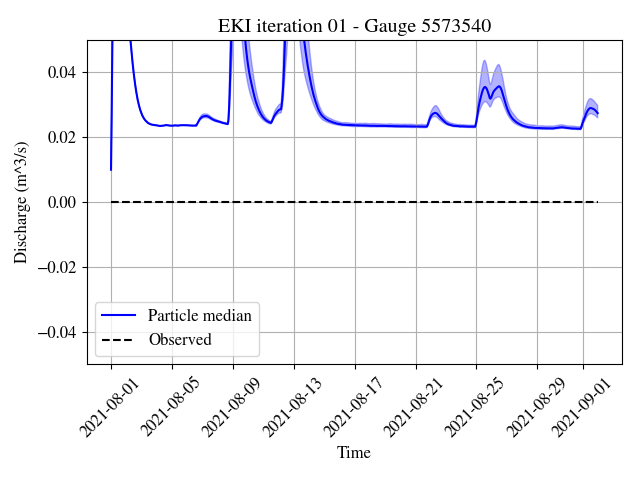 EKI iteration 01 - Gauge 5573540
Discharge (m^3/s)
0.04
0.02
0.00
−0.02
−0.04
Particle median
Observed
2021-08-01
2021-08-05
2021-08-09
2021-08-13
2021-08-17
2021-08-21
2021-08-25
2021-08-29
2021-09-01
Time